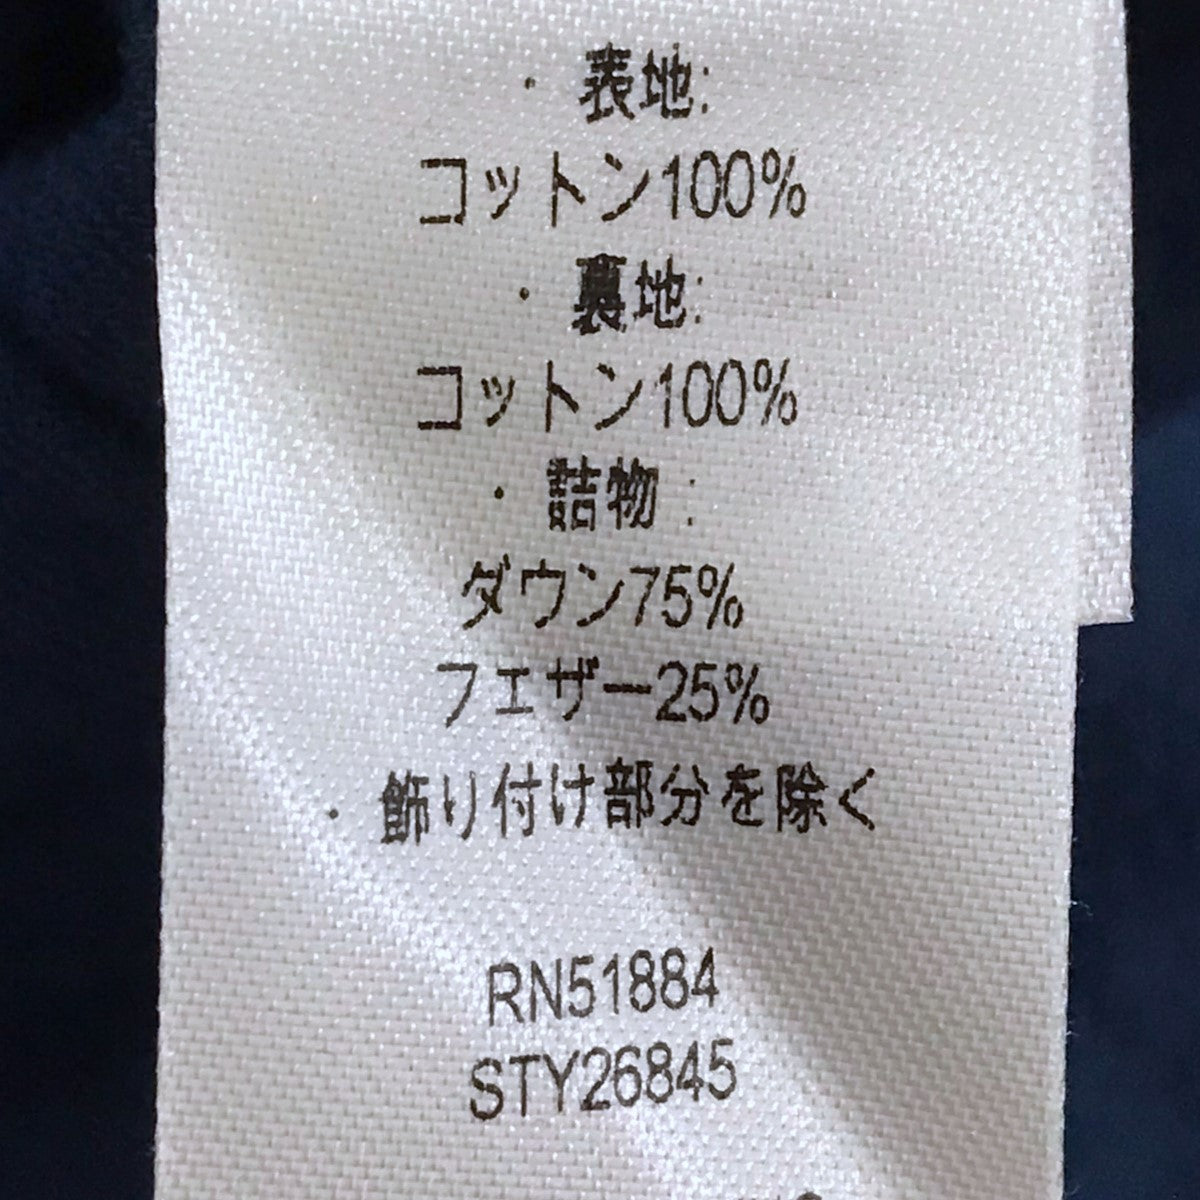 ・表地:
コットン100%
・裏地:
コットン100%
・詰物:
ダウン75%
フェザー25%
・飾り付け部分を除く
RN51884
STY26845